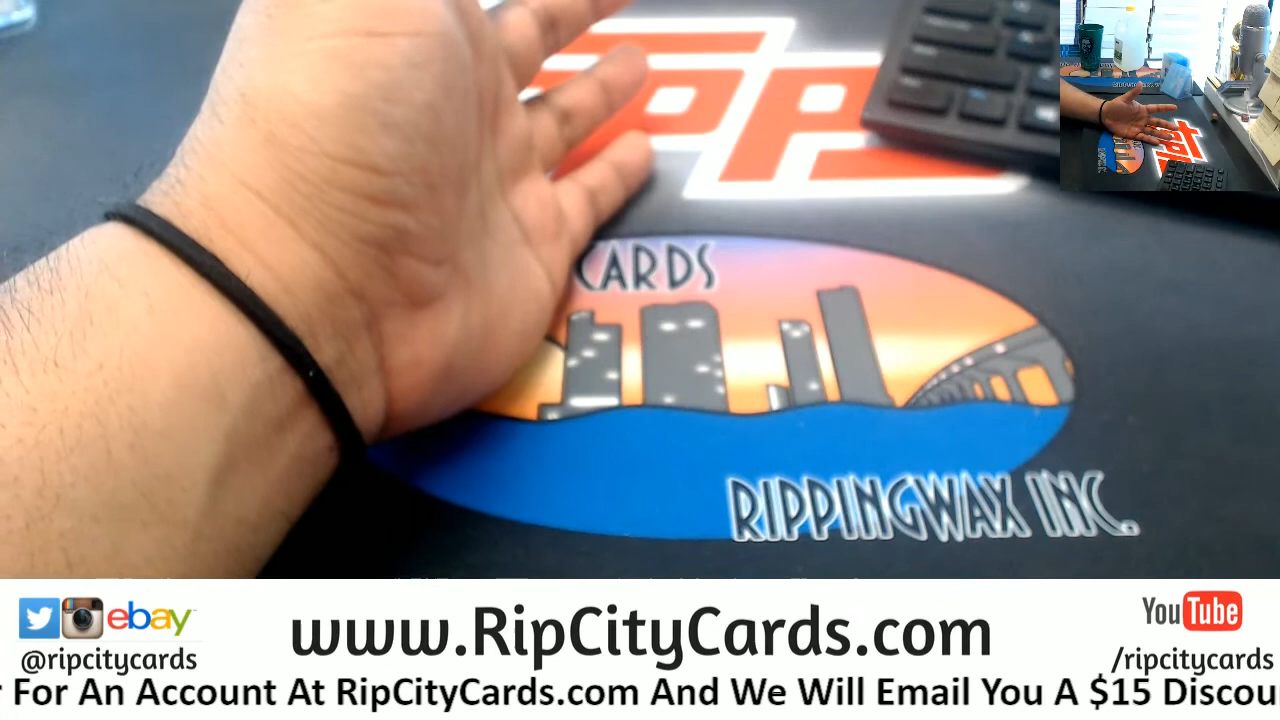 CARDS
RIPPINGWAX INC.
ebay
www.RipCityCards.com
YouTube
@ripcitycards
/ripcitycards
For An Account At RipCityCards.com And We Will Email You A $15 Discou